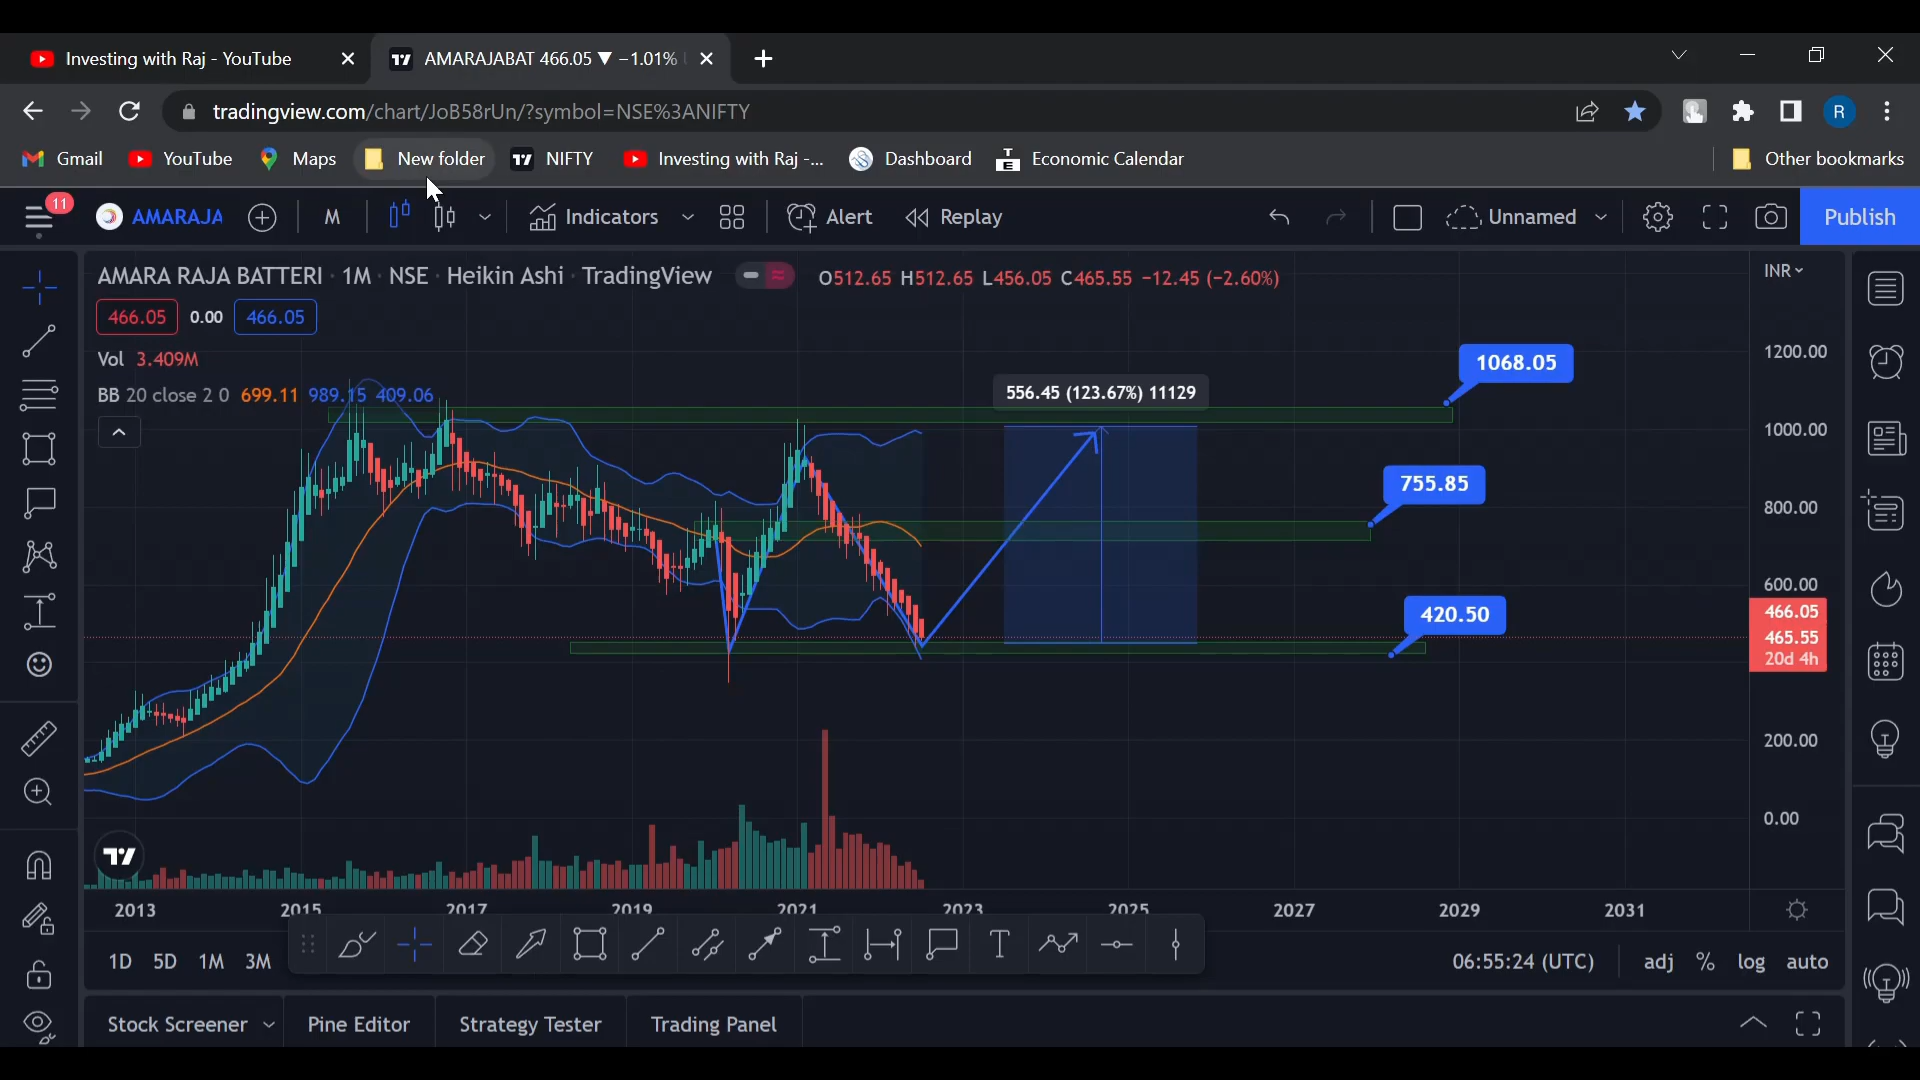 Investing with Raj - YouTube
AMARAJABAT 466.05 ▼ −1.01%
tradingview.com/chart/JoB58rUn/?symbol=NSE%3ANIFTY
R
Gmail YouTube Maps New folder NIFTY Investing with Raj -... Dashboard Economic Calendar Other bookmarks
11
AMARAJA M Indicators Alert Replay Unnamed Publish
AMARA RAJA BATTERI · 1M · NSE · Heikin Ashi · TradingView O512.65 H512.65 L456.05 C465.55 −12.45 (−2.60%)
INR
466.05 0.00 466.05
Vol 3.409M
BB 20 close 2 0 699.11 989.15 409.06
1068.05
556.45 (123.67%) 11129
755.85
420.50
1200.00
1000.00
800.00
600.00
466.05
465.55
20d 4h
200.00
0.00
2013 2015 2017 2019 2021 2023 2025 2027 2029 2031
1D 5D 1M 3M
T
06:55:24 (UTC) adj % log auto
Stock Screener Pine Editor Strategy Tester Trading Panel